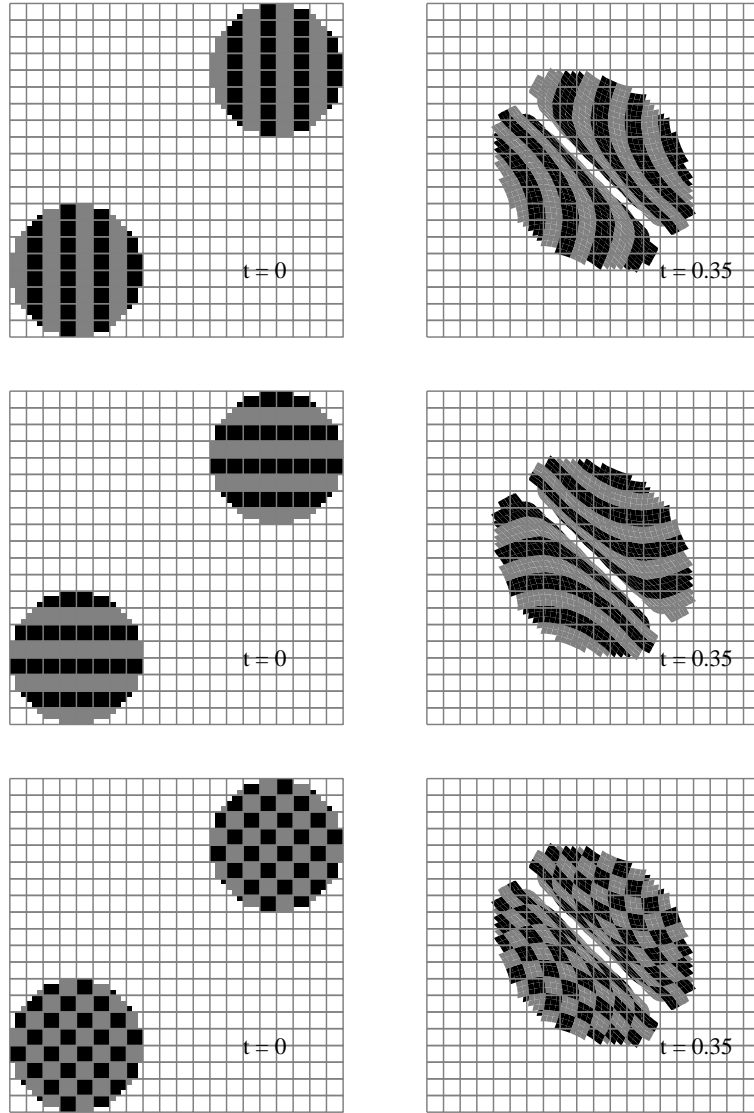 t = 0
t = 0.35
t = 0
t = 0.35
t = 0
t = 0.35